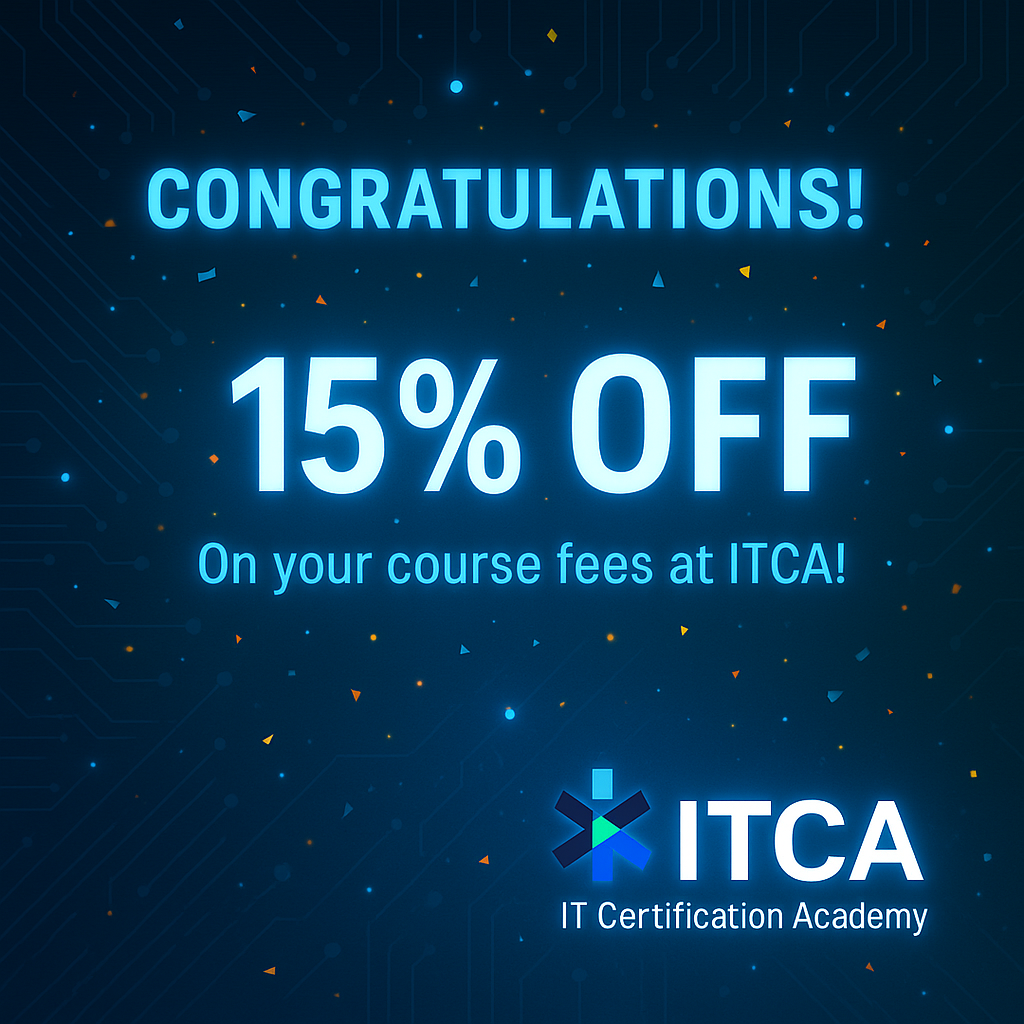 CONGRATULATIONS!
15% OFF
On your course fees at ITCA!
ITCA
IT Certification Academy